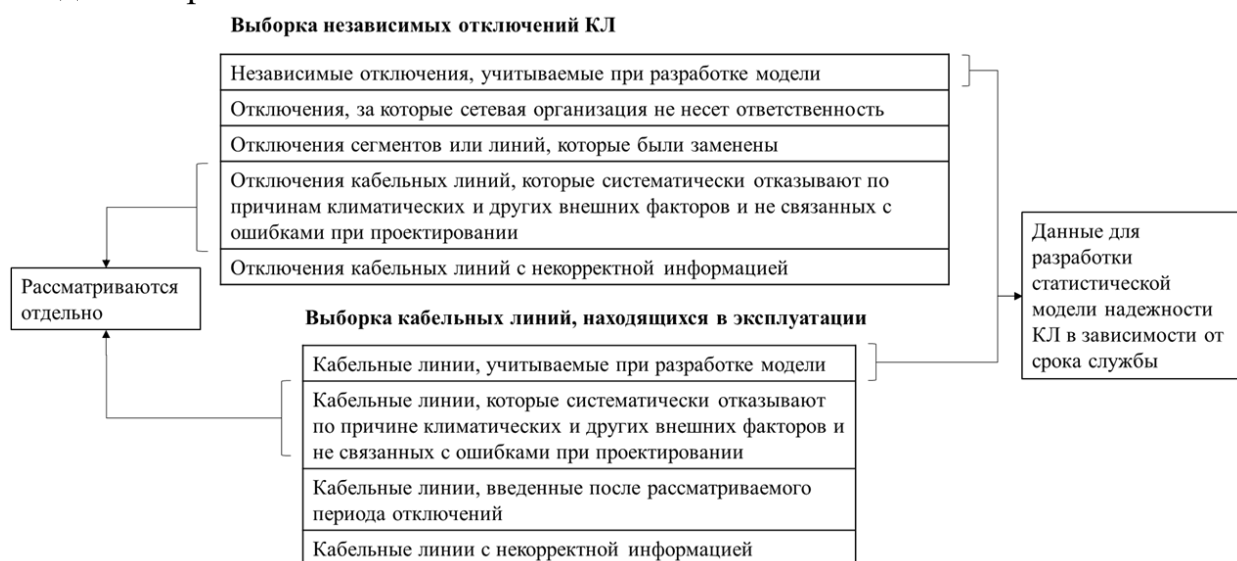 Выборка независимых отключений КЛ
Независимые отключения, учитываемые при разработке модели
Отключения, за которые сетевая организация не несет ответственность
Отключения сегментов или линий, которые были заменены
Отключения кабельных линий, которые систематически отказывают по
причинам климатических и других внешних факторов и не связанных с
ошибками при проектировании
Отключения кабельных линий с некорректной информацией
Рассматриваются
отдельно
Данные для
разработки
статистической
модели надежности
КЛ в зависимости от
срока службы
Выборка кабельных линий, находящихся в эксплуатации
Кабельные линии, учитываемые при разработке модели
Кабельные линии, которые систематически отказывают
по причине климатических и других внешних факторов и
не связанных с ошибками при проектировании
Кабельные линии, введенные после рассматриваемого
периода отключений
Кабельные линии с некорректной информацией